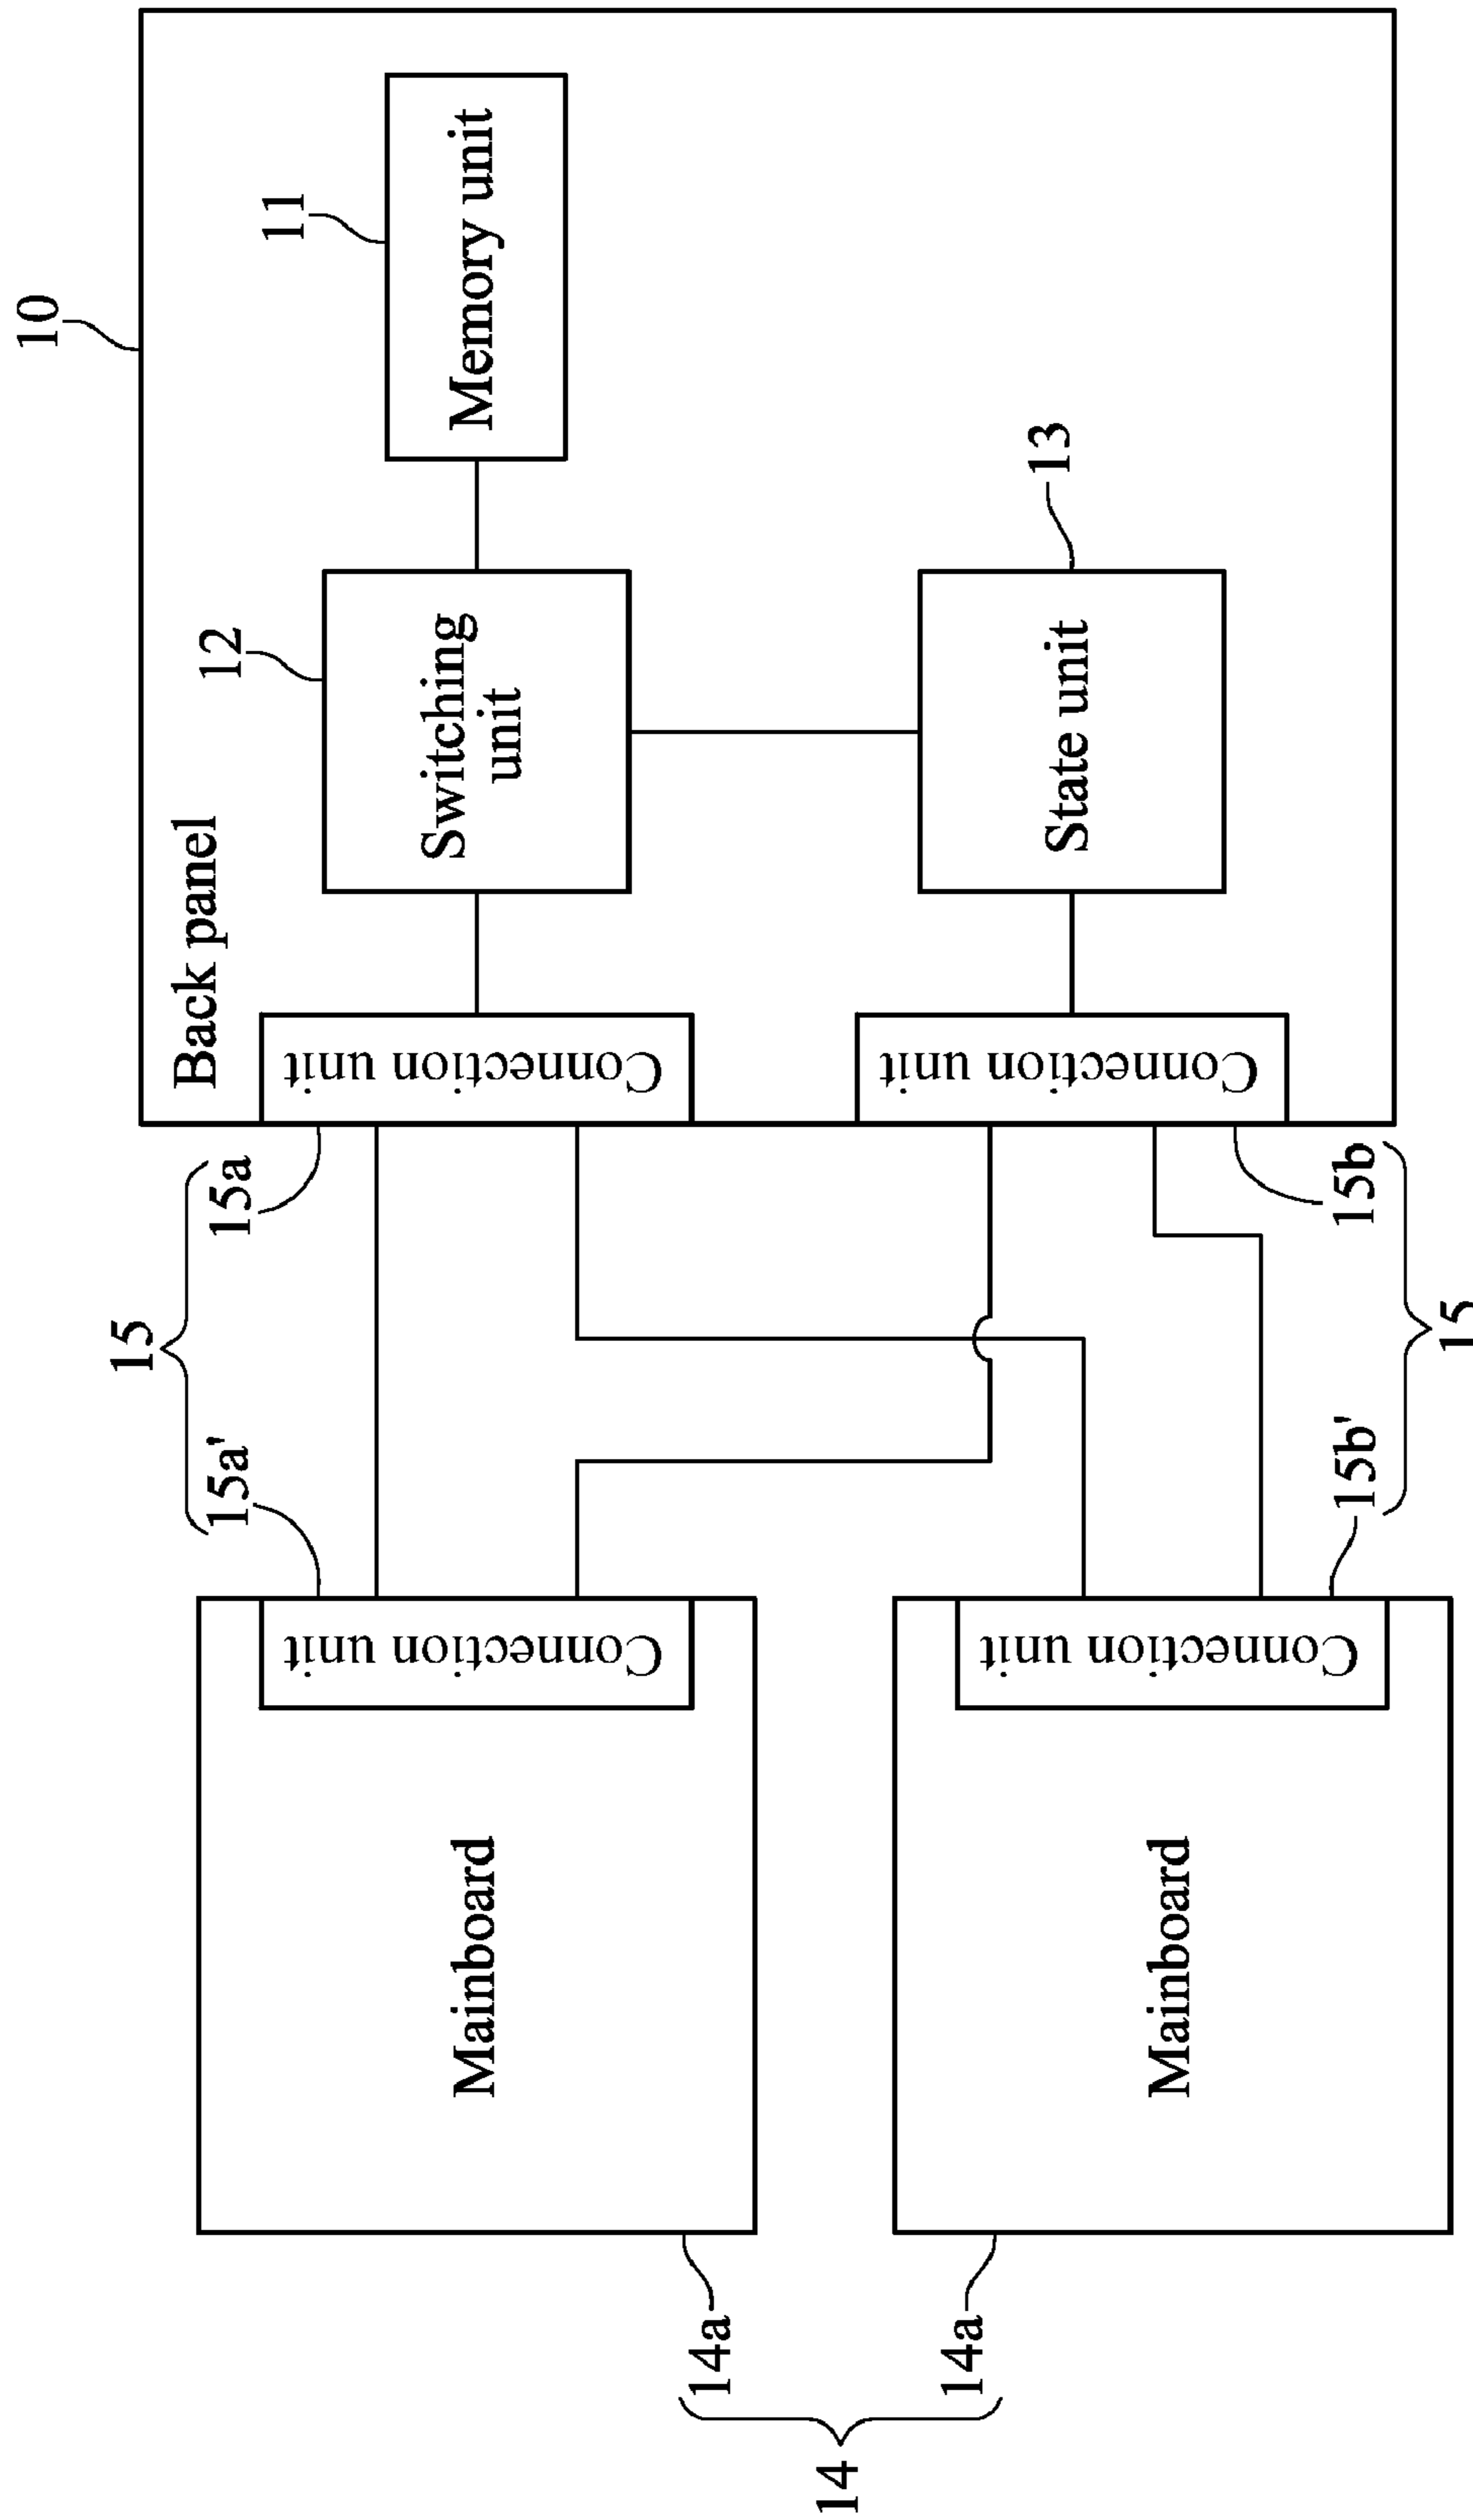 10
Back panel
11
Memory unit
12
Switching
unit
13
State unit
Connection unit
Connection unit
15
15a'
15a
15b'
15b
15
Connection unit
Mainboard
Connection unit
Mainboard
14a
14a
14